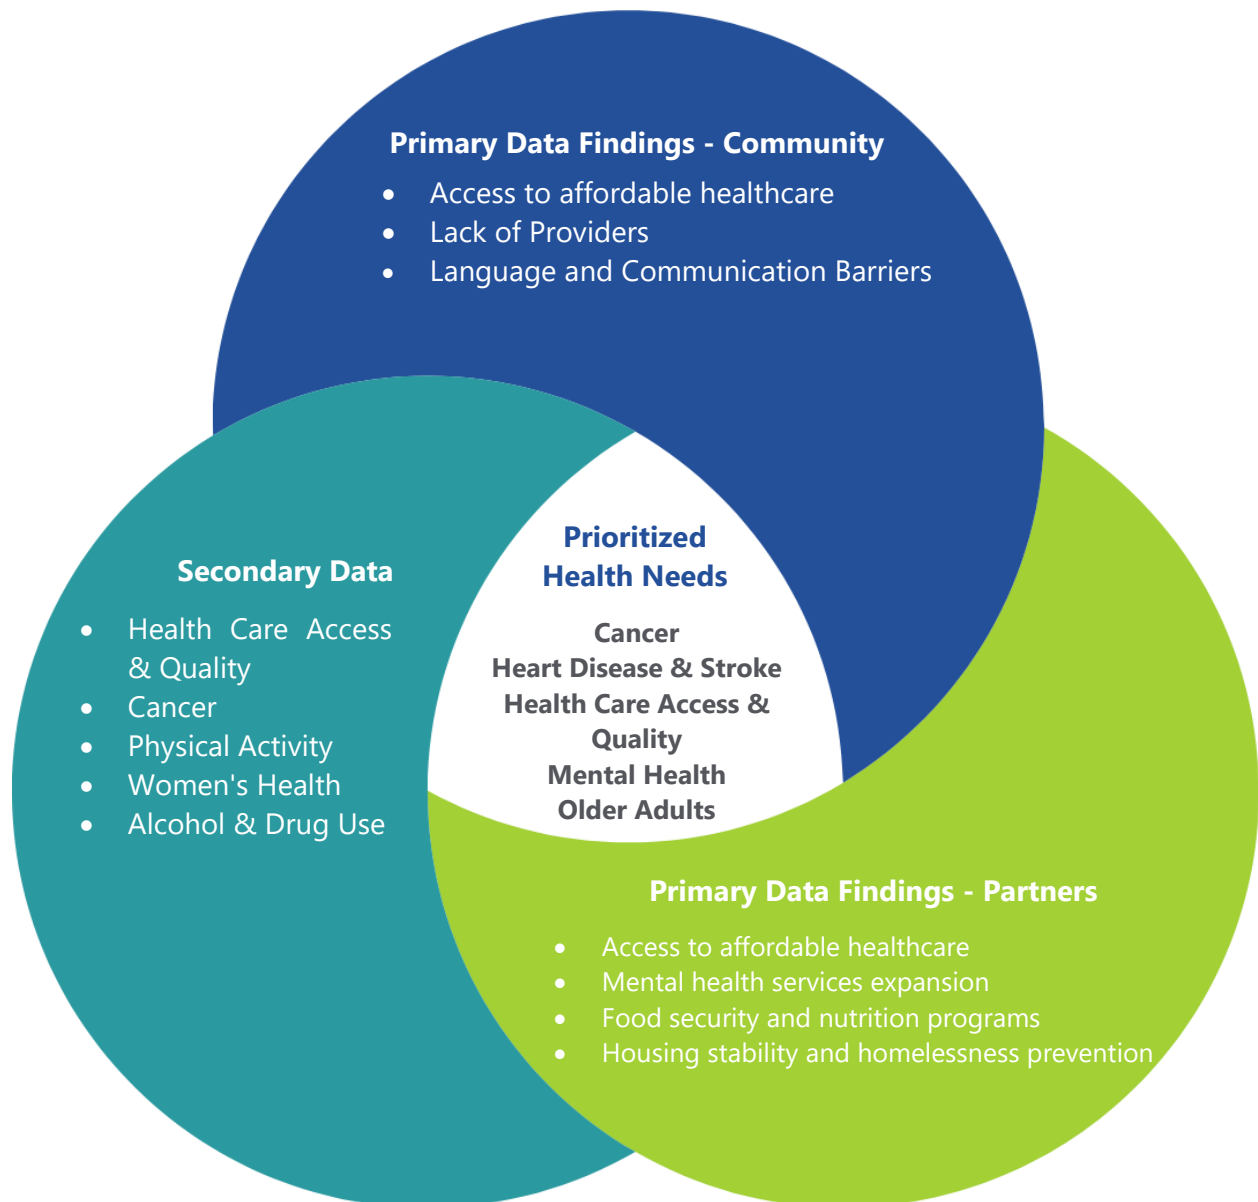 Primary Data Findings - Community
• Access to affordable healthcare
• Lack of Providers
• Language and Communication Barriers
Secondary Data
• Health Care Access
& Quality
• Cancer
• Physical Activity
• Women's Health
• Alcohol & Drug Use
Prioritized
Health Needs
Cancer
Heart Disease & Stroke
Health Care Access &
Quality
Mental Health
Older Adults
Primary Data Findings - Partners
• Access to affordable healthcare
• Mental health services expansion
• Food security and nutrition programs
• Housing stability and homelessness prevention